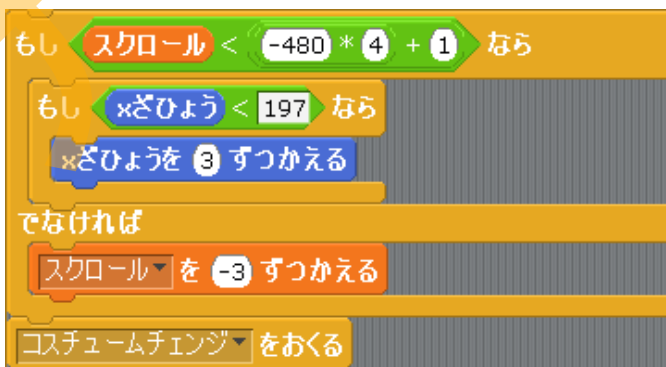 もし スクロール < -480 * 4 + 1 なら
もし xざひょう < 197 なら
xざひょうを 3 ずつかえる
でなければ
スクロール を -3 ずつかえる
コスチュームチェンジ をおくる